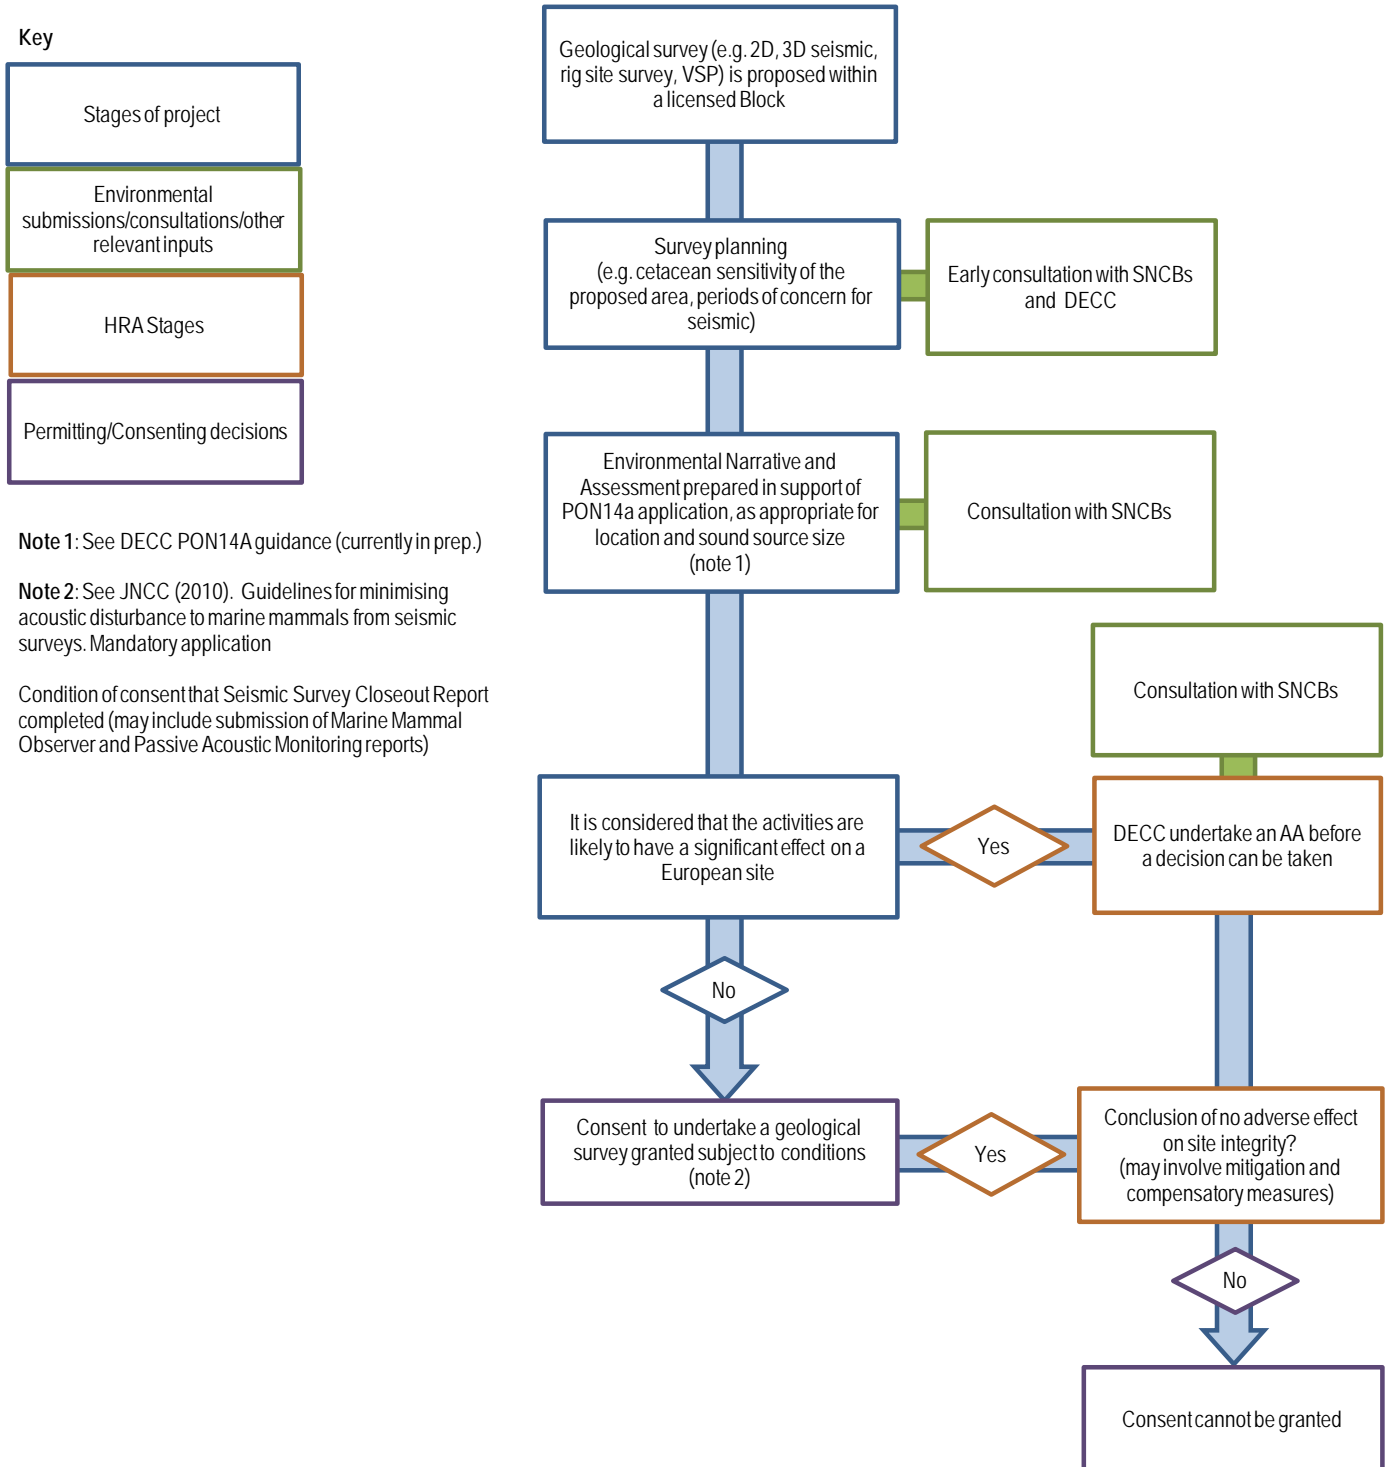 Key
Stages of project
Environmental
submissions/consultations/other
relevant inputs
HRA Stages
Permitting/Consenting decisions
Note 1: See DECC PON14A guidance (currently in prep.)
Note 2: See JNCC (2010). Guidelines for minimising
acoustic disturbance to marine mammals from seismic
surveys. Mandatory application
Condition of consent that Seismic Survey Closeout Report
completed (may include submission of Marine Mammal
Observer and Passive Acoustic Monitoring reports)
Geological survey (e.g. 2D, 3D seismic,
rig site survey, VSP) is proposed within
a licensed Block
Survey planning
(e.g. cetacean sensitivity of the
proposed area, periods of concern for
seismic)
Early consultation with SNCBs
and DECC
Environmental Narrative and
Assessment prepared in support of
PON14a application, as appropriate for
location and sound source size
(note 1)
Consultation with SNCBs
Consultation with SNCBs
It is considered that the activities are
likely to have a significant effect on a
European site
Yes
DECC undertake an AA before
a decision can be taken
No
Consent to undertake a geological
survey granted subject to conditions
(note 2)
Yes
Conclusion of no adverse effect
on site integrity?
(may involve mitigation and
compensatory measures)
No
Consent cannot be granted